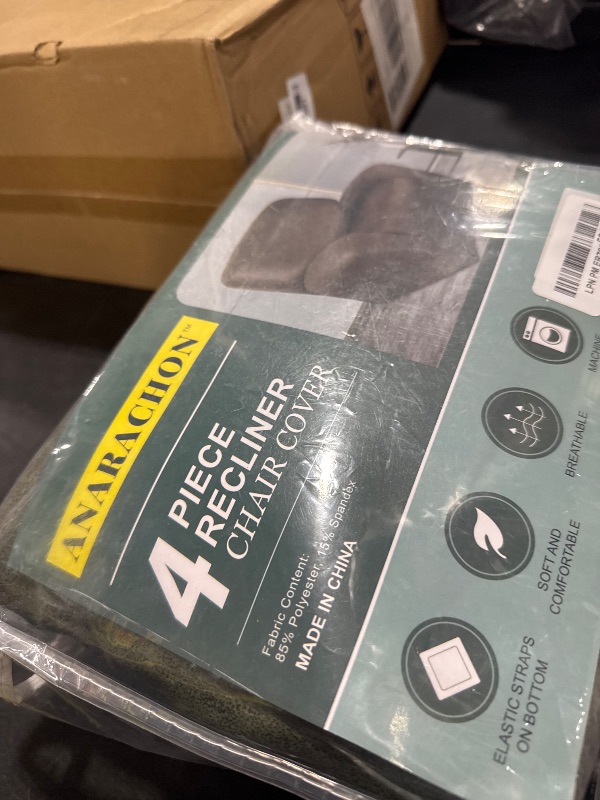 ANARACHON™
4 PIECE
RECLINER
CHAIR COVER
Fabric Content:
85% Polyester, 15% Spandex
MADE IN CHINA
MACHINE
BREATHABLE
SOFT AND
COMFORTABLE
ELASTIC STRAPS
ON BOTTOM